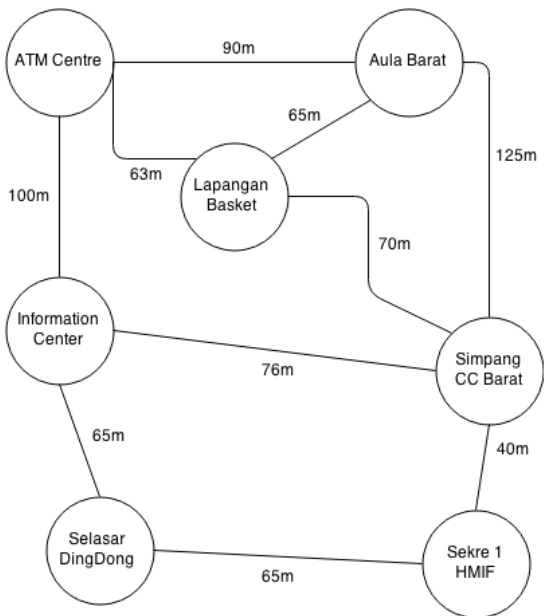 90m
ATM Centre
Aula Barat
65m
125m
63m
Lapangan
Basket
100m
70m
Information
Center
Simpang
CC Barat
76m
65m
40m
Selasar
DingDong
Sekre 1
HMIF
65m